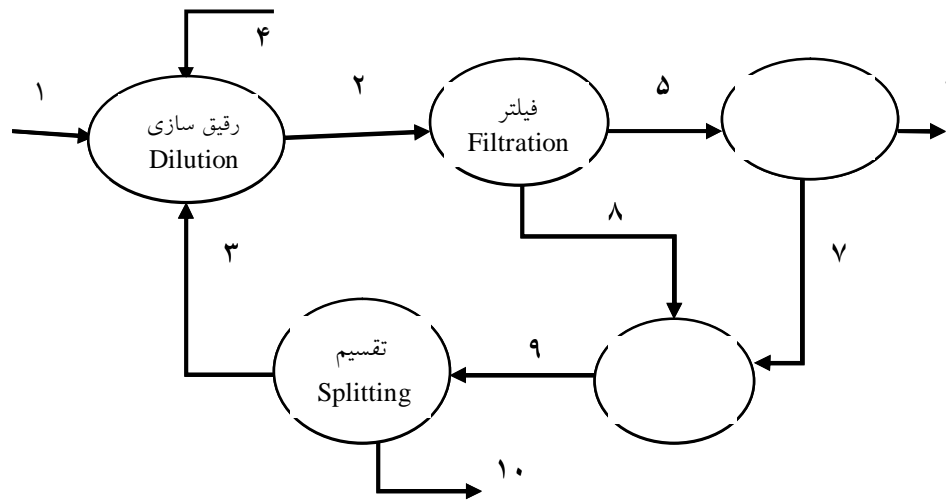 ۴
۱
رقیق سازی
Dilution
۲
فیلتر
Filtration
۵
۳
۸
۷
تقسیم
Splitting
۹
۱۰